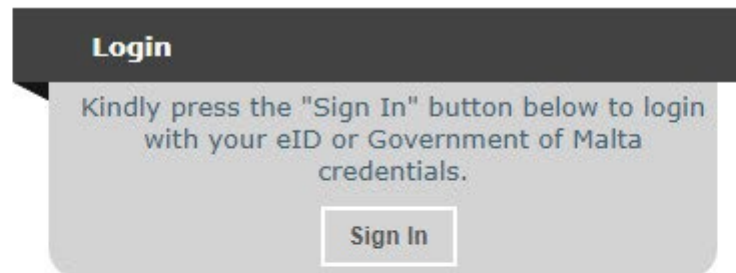 Login
Kindly press the "Sign In" button below to login
with your eID or Government of Malta
credentials.
Sign In